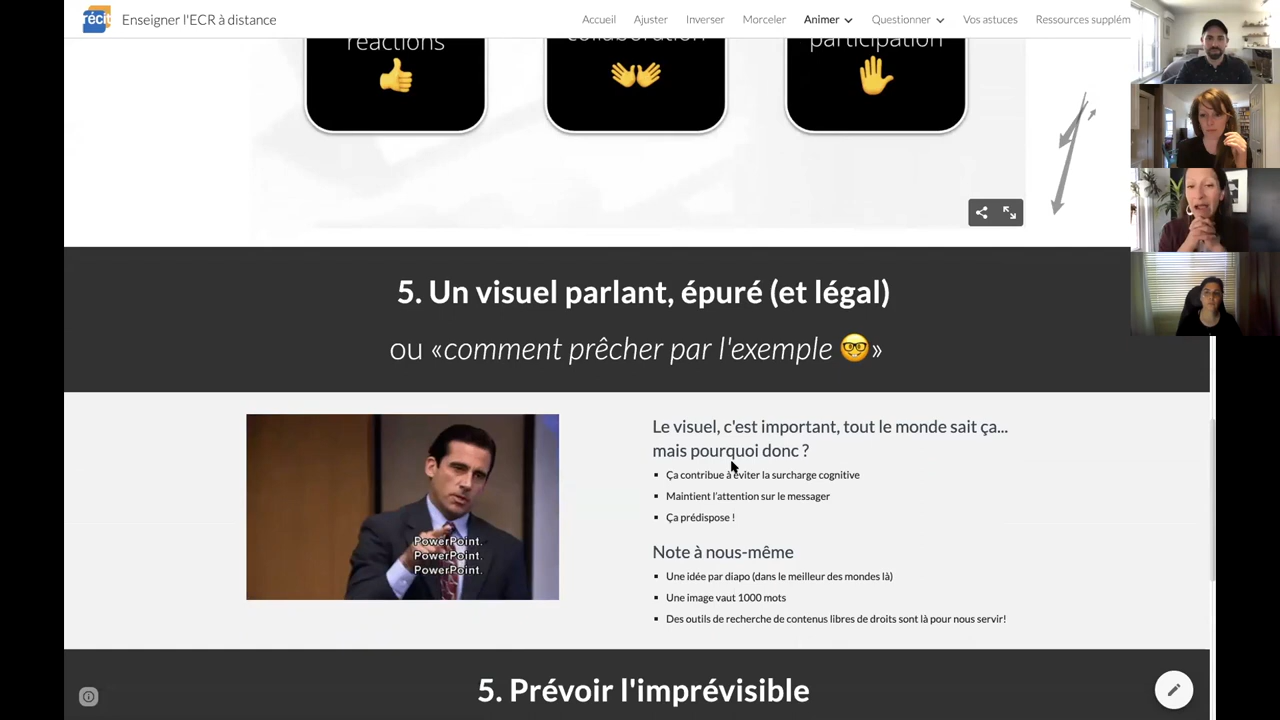 récit
Enseigner l'ECR à distance
Accueil
Ajuster
Inverser
Morceler
Animer
Questionner
Vos astuces
Ressources supplém
réactions
collaboration
participation
5. Un visuel parlant, épuré (et légal)
ou «comment prêcher par l'exemple 🤓»
PowerPoint.
PowerPoint.
PowerPoint.
Le visuel, c'est important, tout le monde sait ça...
mais pourquoi donc ?
Ça contribue à éviter la surcharge cognitive
Maintient l'attention sur le messager
Ça prédispose !
Note à nous-même
Une idée par diapo (dans le meilleur des mondes là)
Une image vaut 1000 mots
Des outils de recherche de contenus libres de droits sont là pour nous servir!
5. Prévoir l'imprévisible